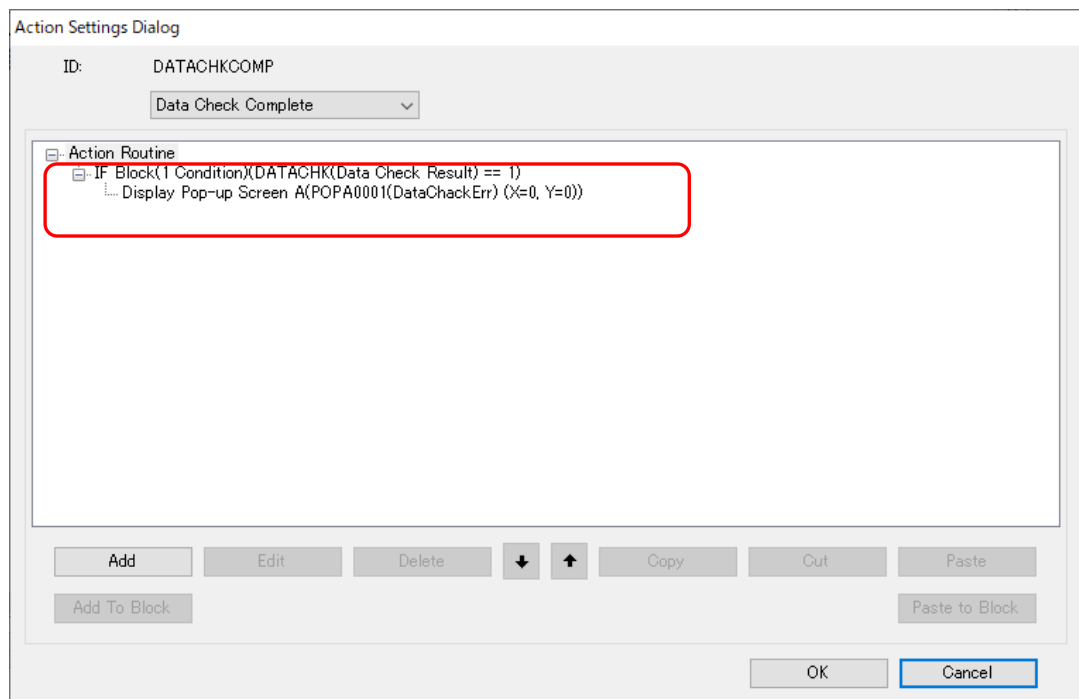 Action Settings Dialog
ID: DATACHKCOMP
Data Check Complete
Action Routine
IF Block(1 Condition)(DATACHK(Data Check Result) == 1)
Display Pop-up Screen A(POPA0001(DataChackErr) (X=0, Y=0))
Add Edit Delete Copy Cut Paste
Add To Block Paste to Block
OK Cancel